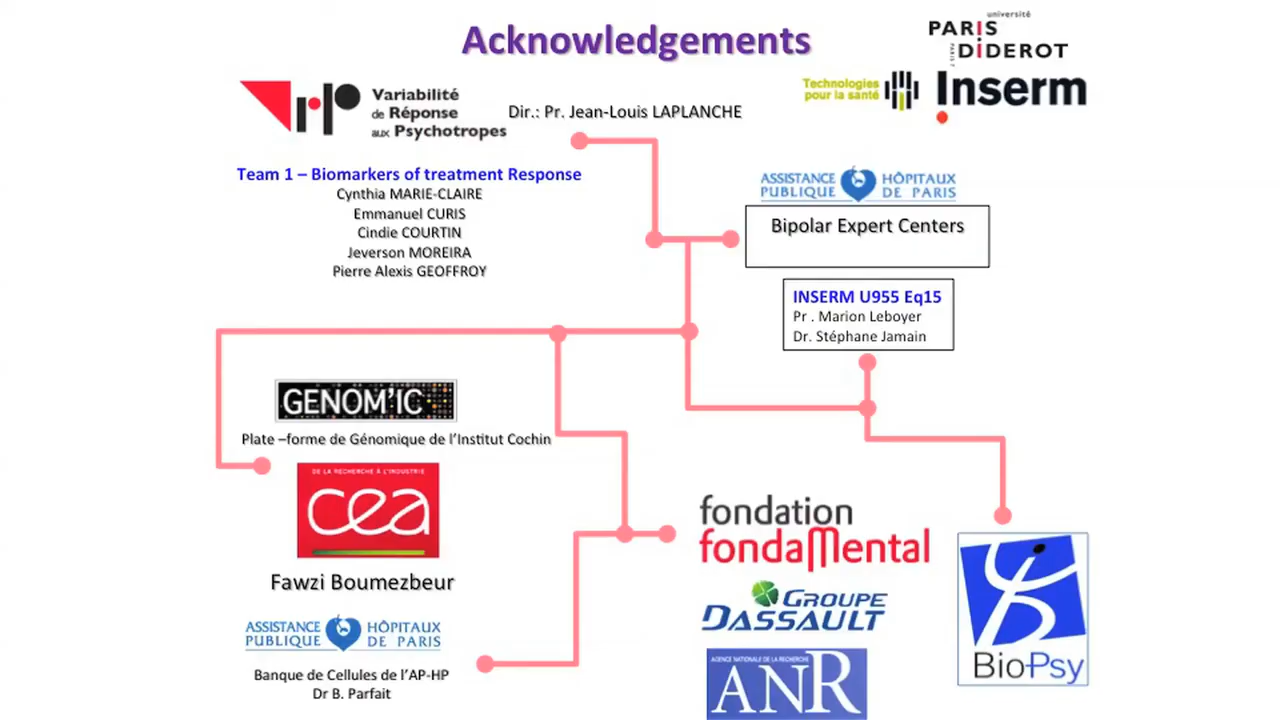 Acknowledgements
université
PARIS
DIDEROT
PARIS 7
Variabilité
de Réponse
aux Psychotropes
Dir.: Pr. Jean-Louis LAPLANCHE
Technologies
pour la santé
Inserm
Team 1 – Biomarkers of treatment Response
Cynthia MARIE-CLAIRE
Emmanuel CURIS
Cindie COURTIN
Jeverson MOREIRA
Pierre Alexis GEOFFROY
ASSISTANCE HÔPITAUX
PUBLIQUE DE PARIS
Bipolar Expert Centers
INSERM U955 Eq15
Pr . Marion Leboyer
Dr. Stéphane Jamain
GENOM'IC
Plate –forme de Génomique de l'Institut Cochin
DE LA RECHERCHE À L'INDUSTRIE
cea
Fawzi Boumezbeur
ASSISTANCE HÔPITAUX
PUBLIQUE DE PARIS
Banque de Cellules de l'AP-HP
Dr B. Parfait
fondation
fondaMental
GROUPE
DASSAULT
AGENCE NATIONALE DE LA RECHERCHE
ANR
BioPsy